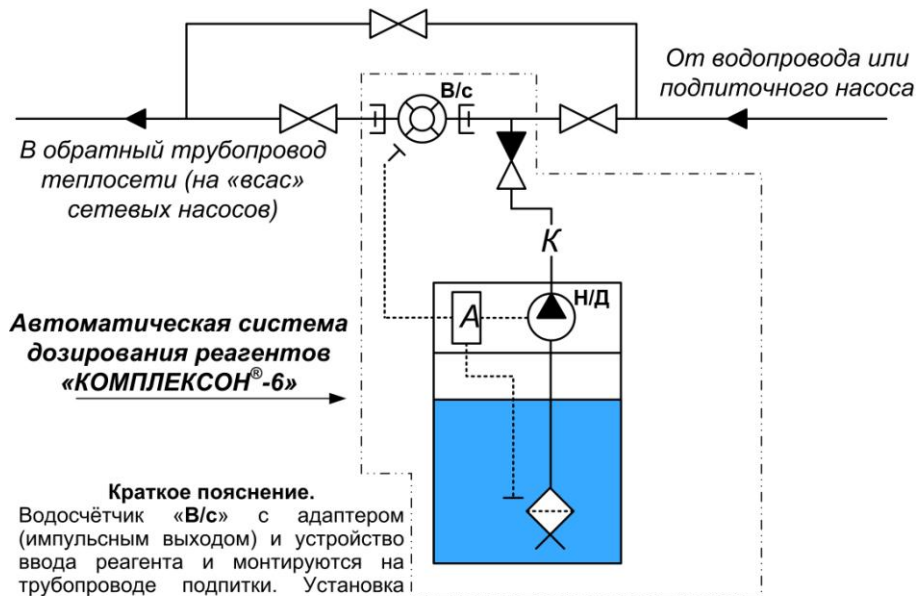 От водопровода или
подпиточного насоса
В/с
В обратный трубопровод
теплосети (на «всас»
сетевых насосов)
К
Н/Д
А
Автоматическая система
дозирования реагентов
«КОМПЛЕКСОН®-6»
Краткое пояснение.
Водосчётчик «В/с» с адаптером
(импульсным выходом) и устройство
ввода реагента и монтируются на
трубопроводе подпитки. Установка